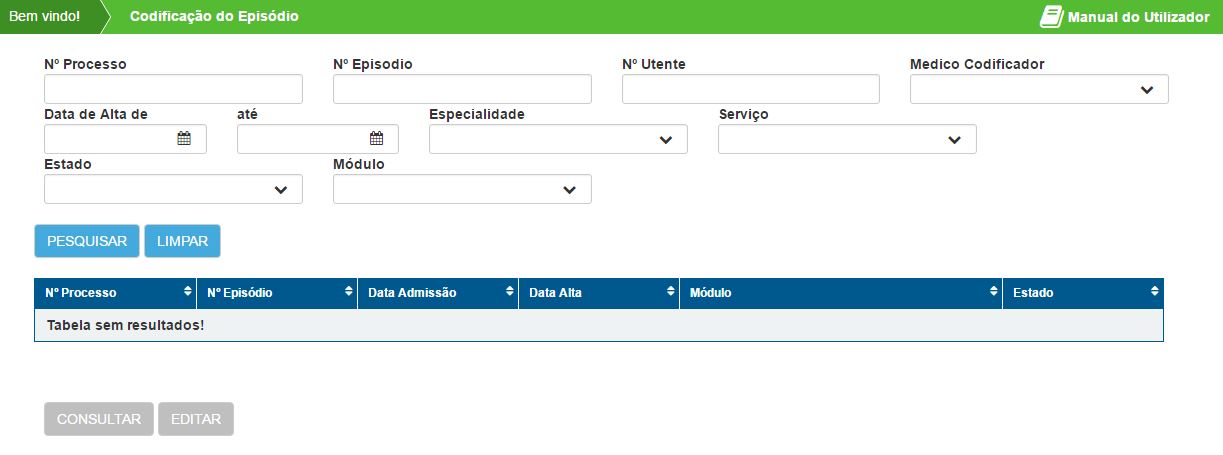 Bem vindo! Codificação do Episódio Manual do Utilizador
Nº Processo Nº Episodio Nº Utente Medico Codificador
Data de Alta de até Especialidade Serviço
Estado Módulo
PESQUISAR LIMPAR
Nº Processo Nº Episódio Data Admissão Data Alta Módulo Estado
Tabela sem resultados!
CONSULTAR EDITAR